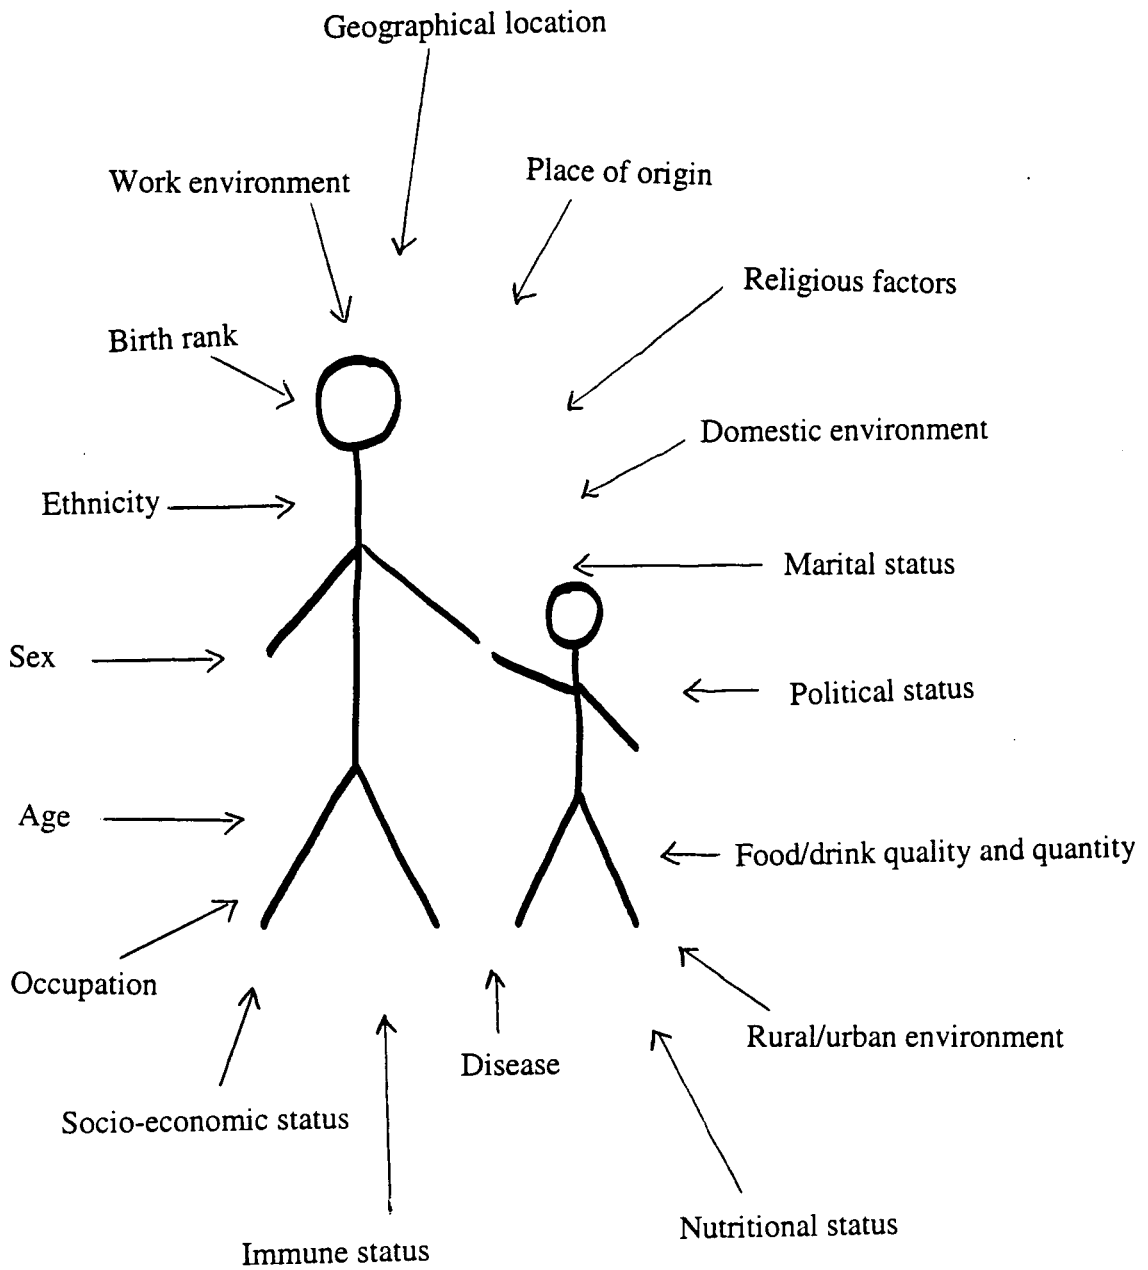 Geographical location
Place of origin
Work environment
Religious factors
Birth rank
Domestic environment
Ethnicity
Marital status
Sex
Political status
Age
Food/drink quality and quantity
Occupation
Rural/urban environment
Disease
Socio-economic status
Nutritional status
Immune status